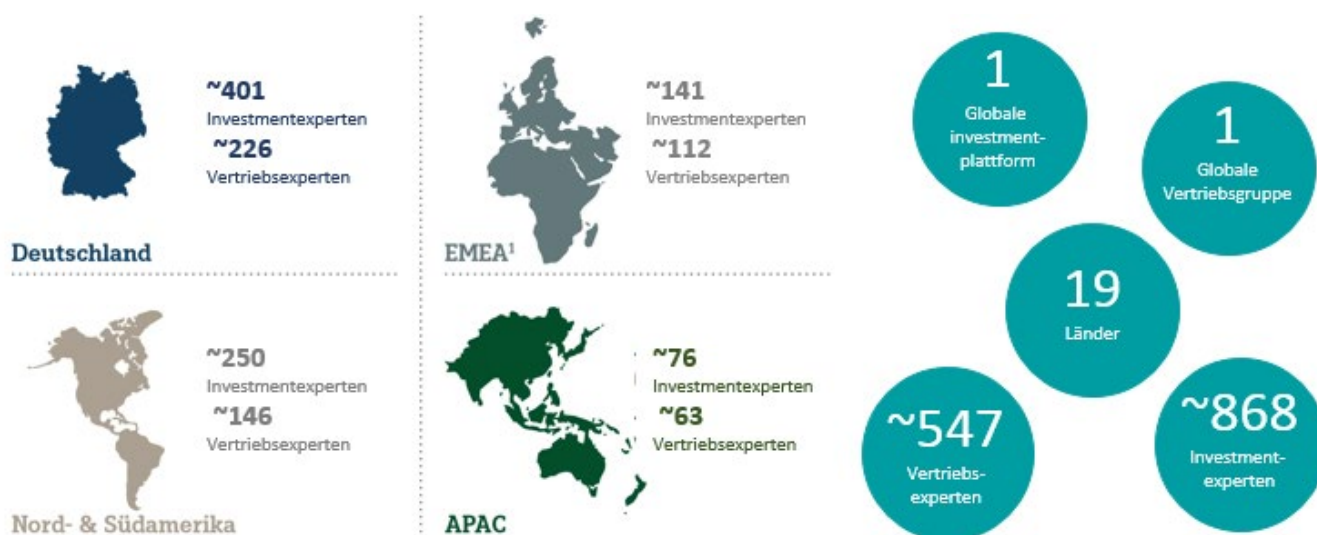 ~401
Investmentexperten
~226
Vertriebsexperten
Deutschland
~141
Investmentexperten
~112
Vertriebsexperten
EMEA¹
~250
Investmentexperten
~146
Vertriebsexperten
Nord- & Südamerika
~76
Investmentexperten
~63
Vertriebsexperten
APAC
1
Globale
investment-
plattform
1
Globale
Vertriebsgruppe
19
Länder
~547
Vertriebs-
experten
~868
Investment-
experten